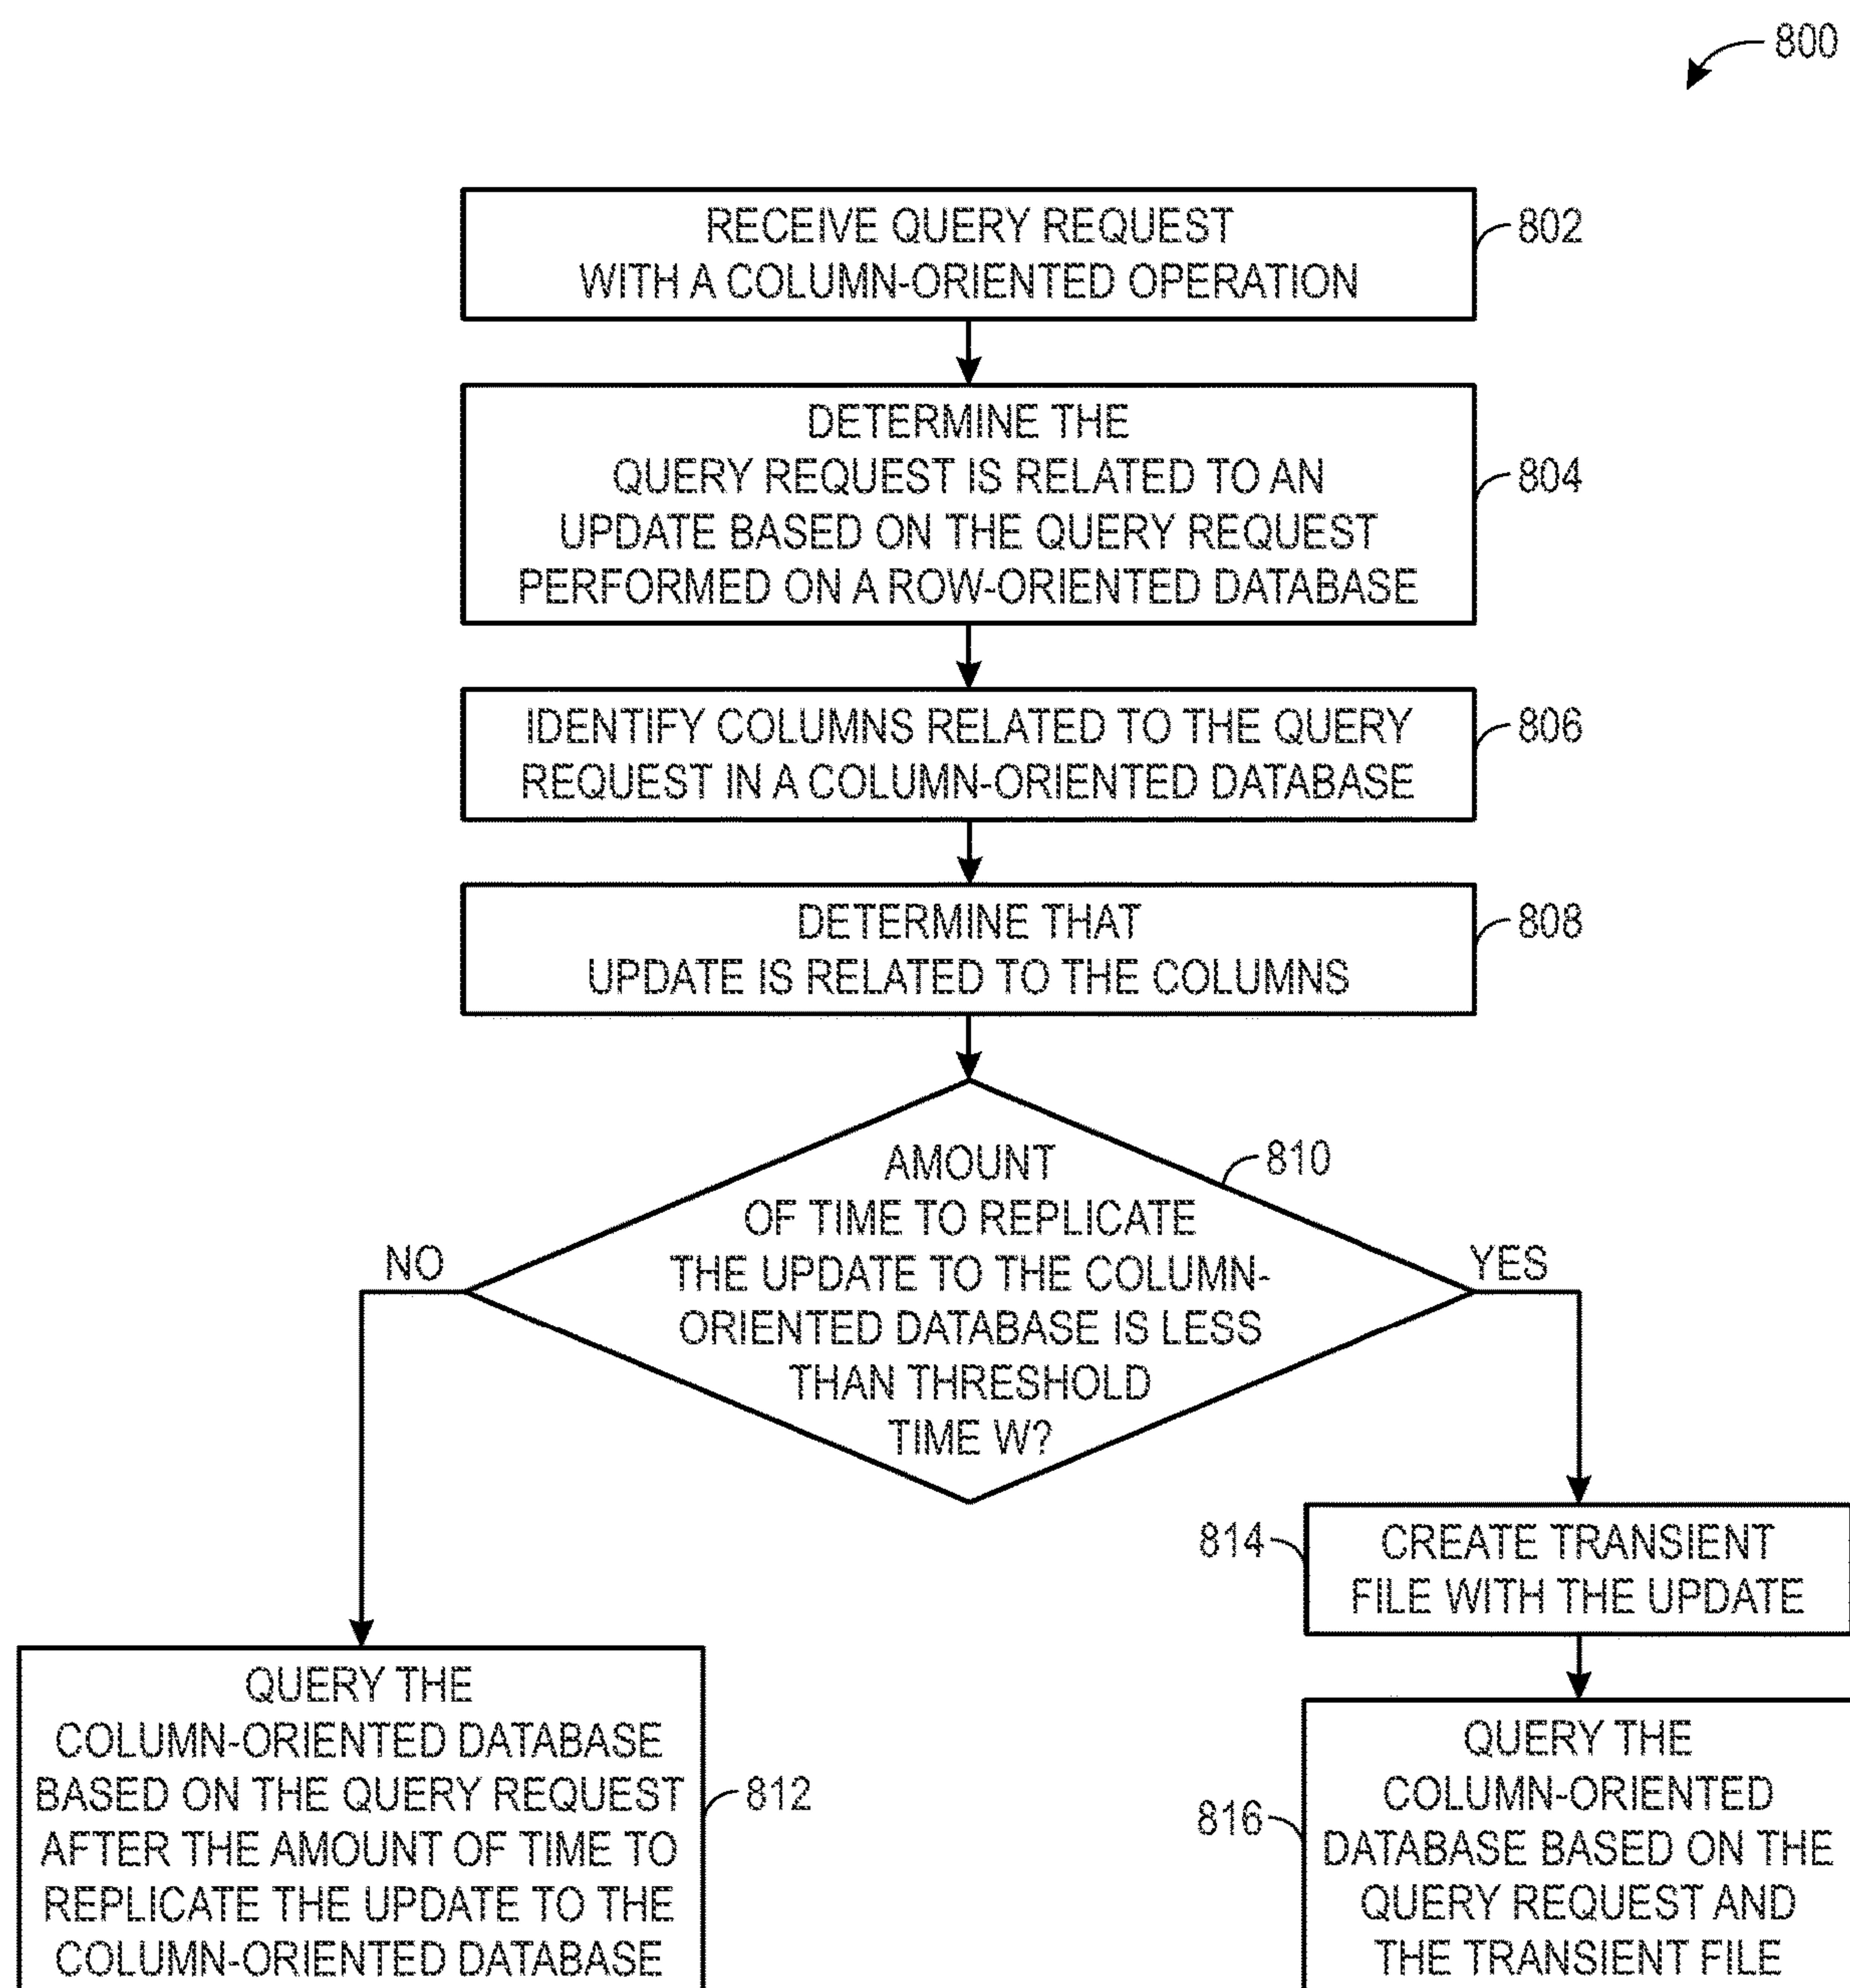 800
RECEIVE QUERY REQUEST
WITH A COLUMN-ORIENTED OPERATION
802
DETERMINE THE
QUERY REQUEST IS RELATED TO AN
UPDATE BASED ON THE QUERY REQUEST
PERFORMED ON A ROW-ORIENTED DATABASE
804
IDENTIFY COLUMNS RELATED TO THE QUERY
REQUEST IN A COLUMN-ORIENTED DATABASE
806
DETERMINE THAT
UPDATE IS RELATED TO THE COLUMNS
808
AMOUNT
OF TIME TO REPLICATE
THE UPDATE TO THE COLUMN-
ORIENTED DATABASE IS LESS
THAN THRESHOLD
TIME W?
810
NO
YES
814
CREATE TRANSIENT
FILE WITH THE UPDATE
QUERY THE
COLUMN-ORIENTED DATABASE
BASED ON THE QUERY REQUEST
AFTER THE AMOUNT OF TIME TO
REPLICATE THE UPDATE TO THE
COLUMN-ORIENTED DATABASE
812
816
QUERY THE
COLUMN-ORIENTED
DATABASE BASED ON THE
QUERY REQUEST AND
THE TRANSIENT FILE